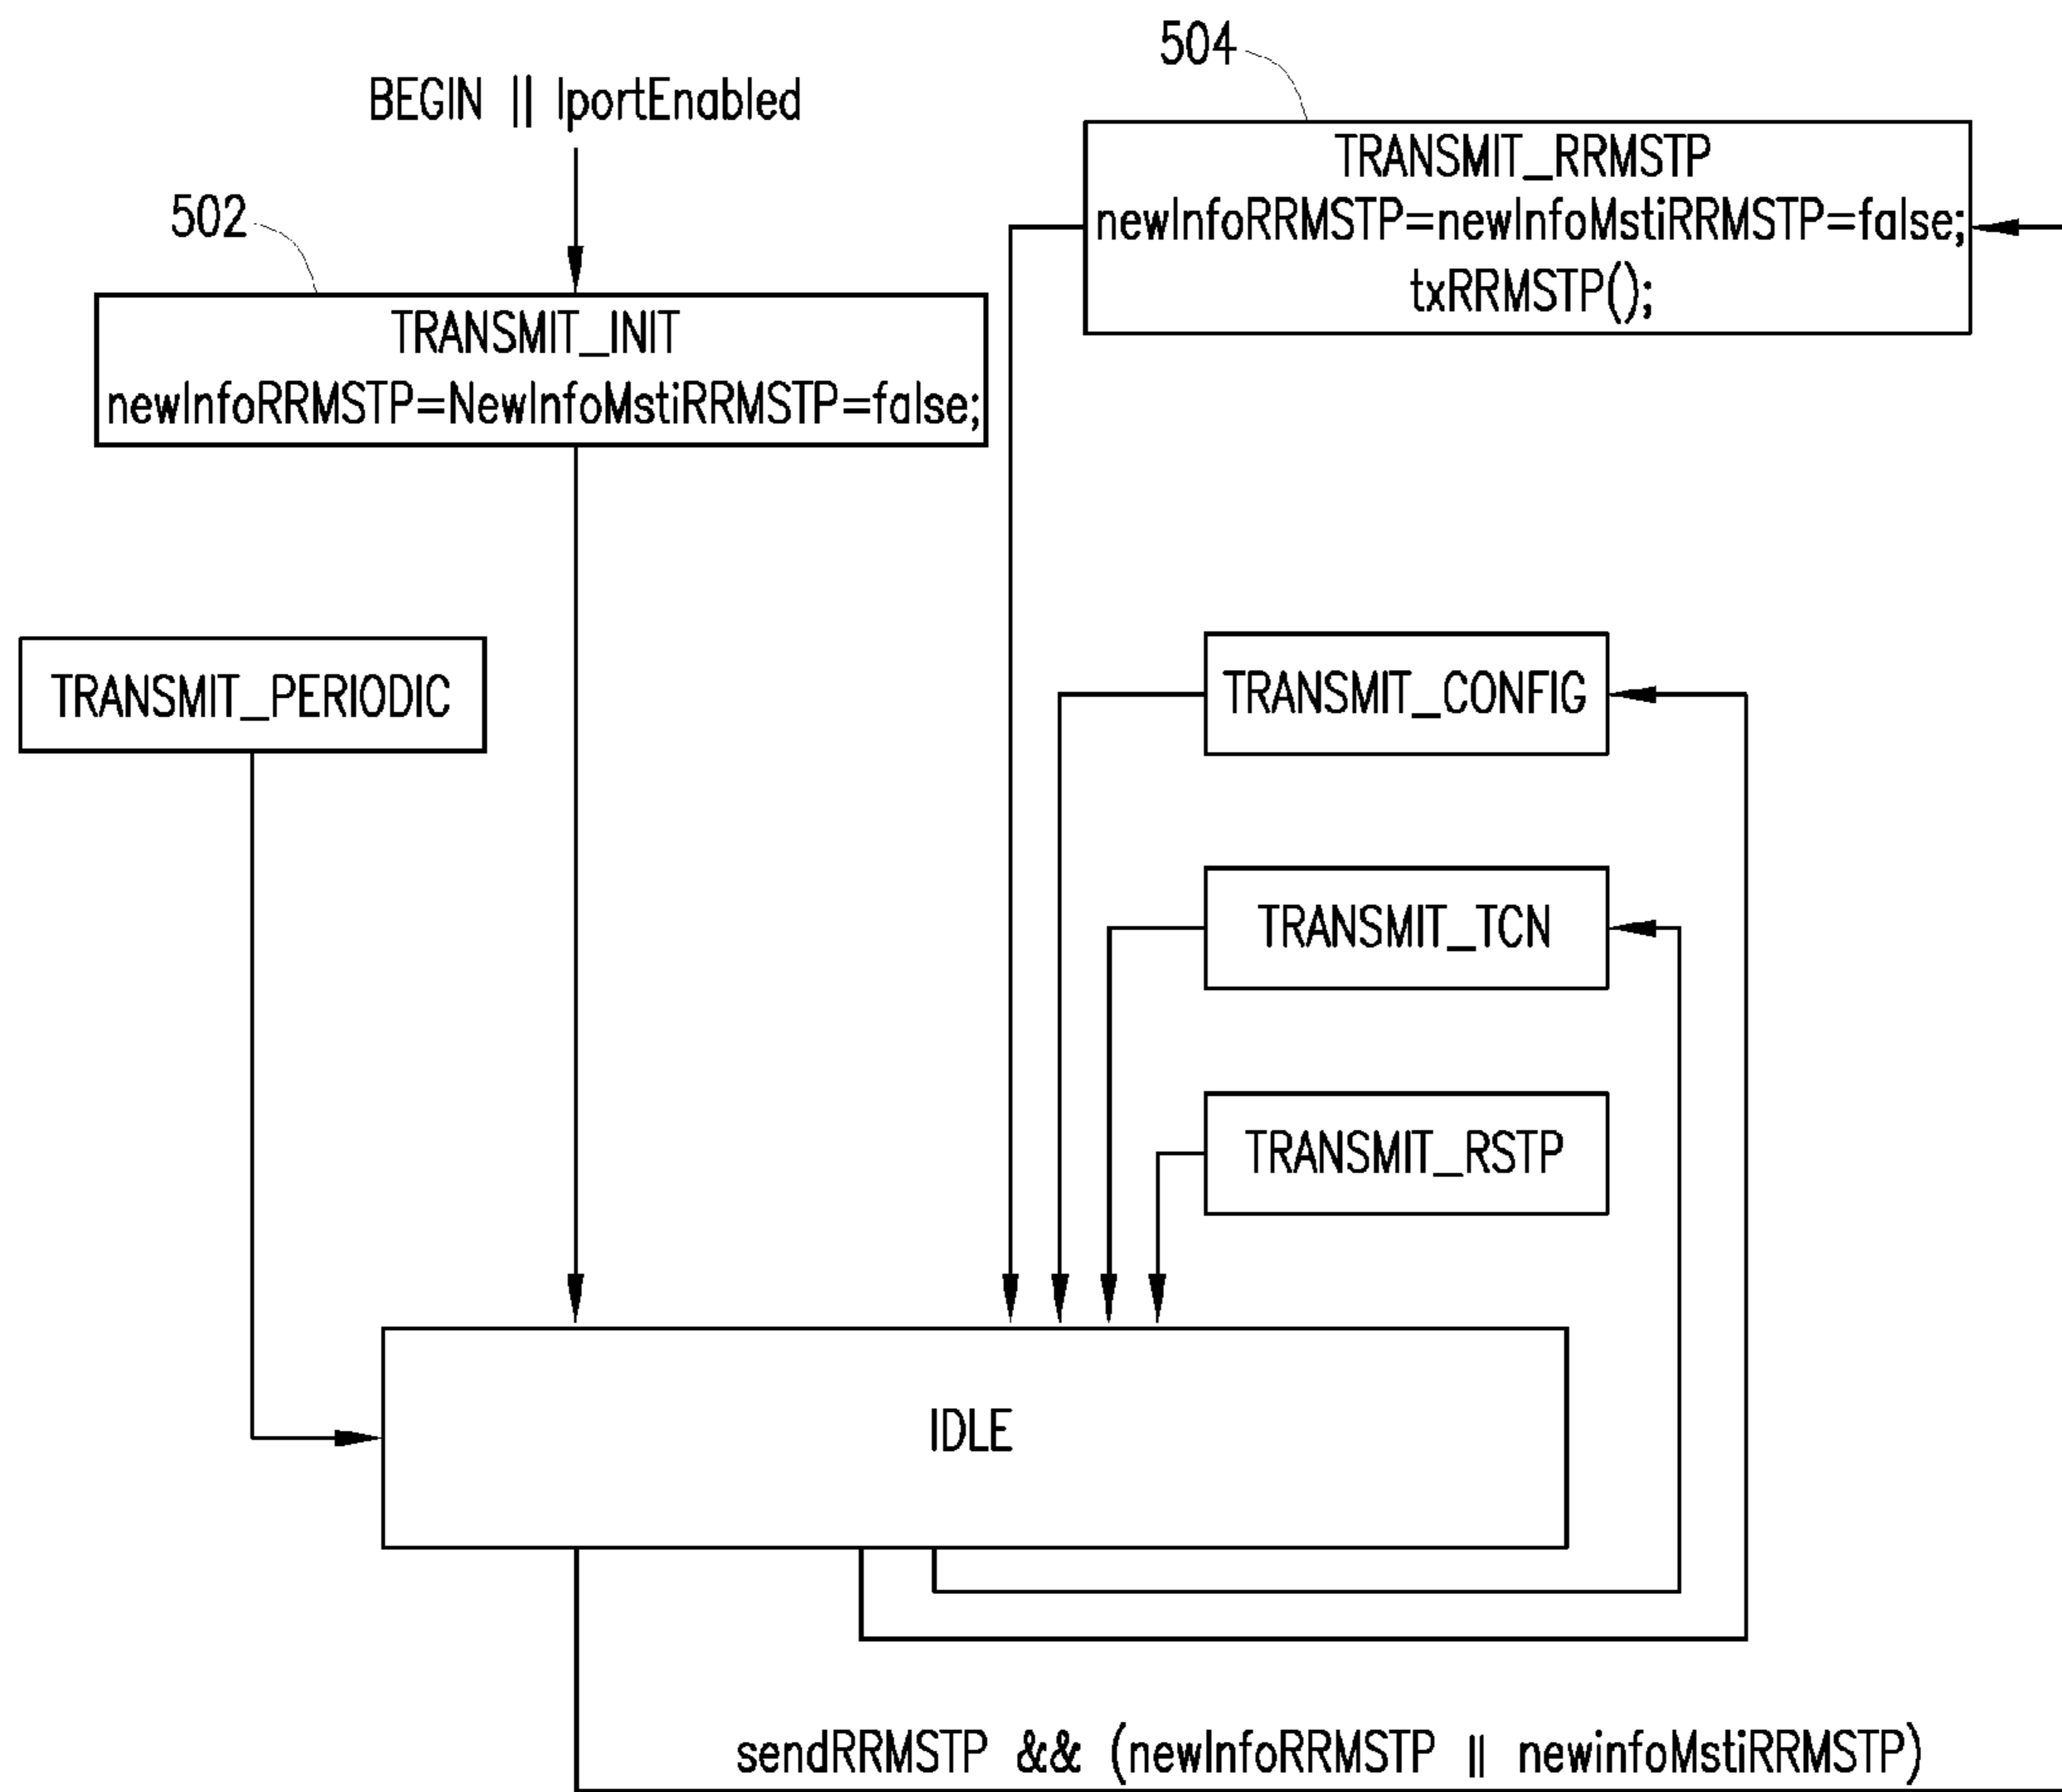 504
BEGIN || lportEnabled
TRANSMIT_RRMSTP
newInfoRRMSTP=newInfoMstiRRMSTP=false;
txRRMSTP();
502
TRANSMIT_INIT
newInfoRRMSTP=NewInfoMstiRRMSTP=false;
TRANSMIT_PERIODIC
TRANSMIT_CONFIG
TRANSMIT_TCN
TRANSMIT_RSTP
IDLE
sendRRMSTP && (newInfoRRMSTP || newinfoMstiRRMSTP)